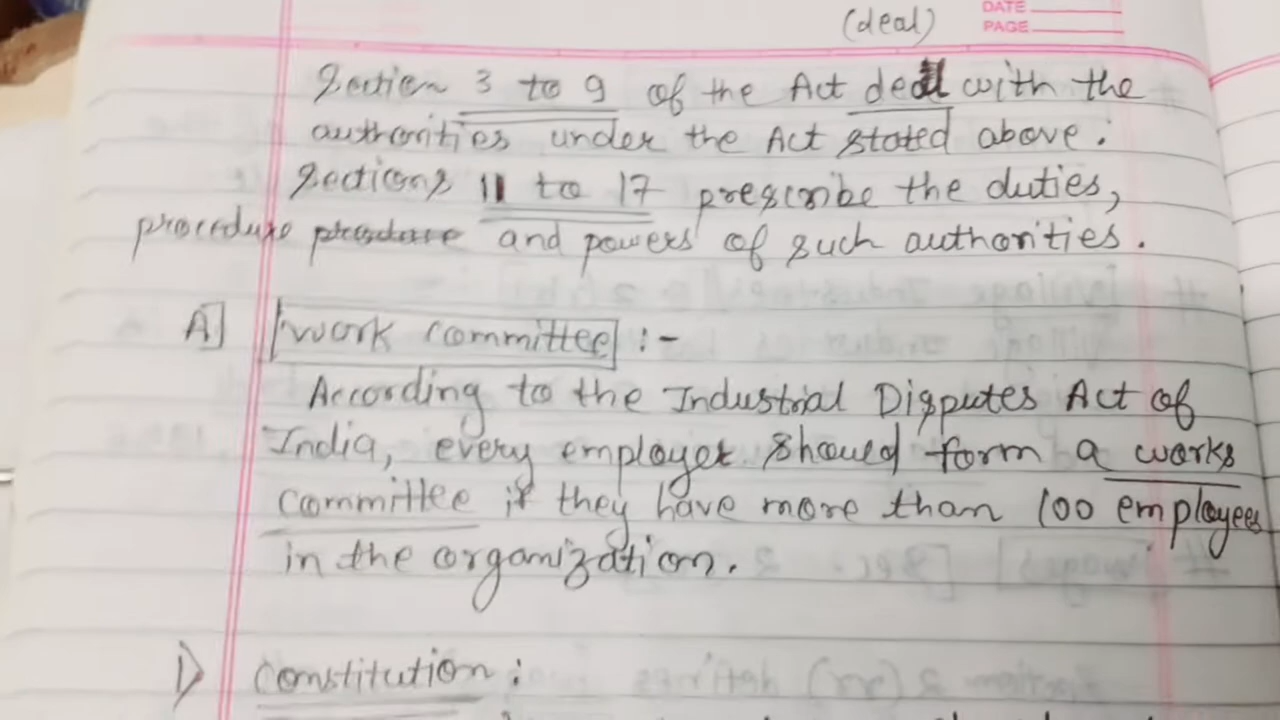 (deal)
DATE
PAGE
Section 3 to 9 of the Act deal with the
authorities under the Act stated above.
Sections 11 to 17 prescribe the duties,
procedure procedure and powers of such authorities.
A] Work committee :-
According to the Industrial Disputes Act of
India, every employer should form a works
committee if they have more than 100 employees
in the organization.
1) Constitution :